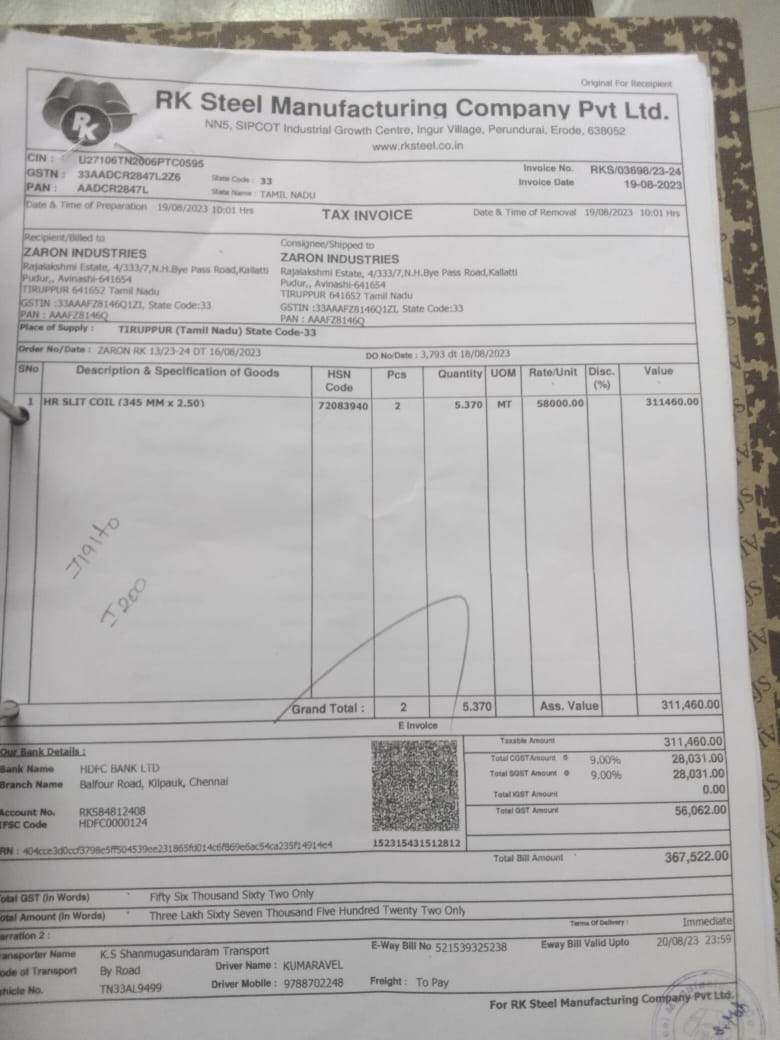 Original For Receipient
RK
RK Steel Manufacturing Company Pvt Ltd.
NN5, SIPCOT Industrial Growth Centre, Ingur Village, Perundurai, Erode, 638052
www.rksteel.co.in
CIN : U27106TN2006PTC0595
GSTN : 33AADCR2847L2Z6 State Code : 33
PAN : AADCR2847L State Name : TAMIL NADU
Invoice No. RKS/03698/23-24
Invoice Date 19-08-2023
Date & Time of Preparation 19/08/2023 10:01 Hrs TAX INVOICE Date & Time of Removal 19/08/2023 10:01 Hrs
Recipient/Billed to
ZARON INDUSTRIES
Rajalakshmi Estate, 4/333/7,N.H.Bye Pass Road,Kallatti
Pudur,, Avinashi-641654
TIRUPPUR 641652 Tamil Nadu
GSTIN :33AAAFZ8146Q1ZI, State Code:33
PAN : AAAFZ8146Q
Consignee/Shipped to
ZARON INDUSTRIES
Rajalakshmi Estate, 4/333/7,N.H.Bye Pass Road,Kallatti
Pudur,, Avinashi-641654
TIRUPPUR 641652 Tamil Nadu
GSTIN :33AAAFZ8146Q1ZI, State Code:33
PAN : AAAFZ8146Q
Place of Supply : TIRUPPUR (Tamil Nadu) State Code-33
Order No/Date : ZARON RK 13/23-24 DT 16/08/2023 DO No/Date : 3,793 dt 18/08/2023
SNo Description & Specification of Goods HSN Code Pcs Quantity UOM Rate/Unit Disc. (%) Value
1 HR SLIT COIL (345 MM x 2.50) 72083940 2 5.370 MT 58000.00 311460.00
J200
Grand Total : 2 5.370 Ass. Value 311,460.00
E Invoice
Our Bank Details :
Bank Name HDFC BANK LTD
Branch Name Balfour Road, Kilpauk, Chennai
Account No. RKS84812408
IFSC Code HDFC0000124
RN : 404cce3d0ccf3798e5ff504539ee231865fd014c6f869e6ac54ca235f14914e4
152315431512812
Taxable Amount 311,460.00
Total CGST Amount @ 9.00% 28,031.00
Total SGST Amount @ 9.00% 28,031.00
Total IGST Amount 0.00
Total GST Amount 56,062.00
Total Bill Amount 367,522.00
otal GST (In Words) Fifty Six Thousand Sixty Two Only
otal Amount (In Words) Three Lakh Sixty Seven Thousand Five Hundred Twenty Two Only
arration 2 : Terms Of Delivery : Immediate
ransporter Name K.S Shanmugasundaram Transport E-Way Bill No 521539325238 Eway Bill Valid Upto 20/08/23 23:59
ode of Transport By Road Driver Name : KUMARAVEL
ehicle No. TN33AL9499 Driver Mobile : 9788702248 Freight : To Pay
For RK Steel Manufacturing Company Pvt Ltd.